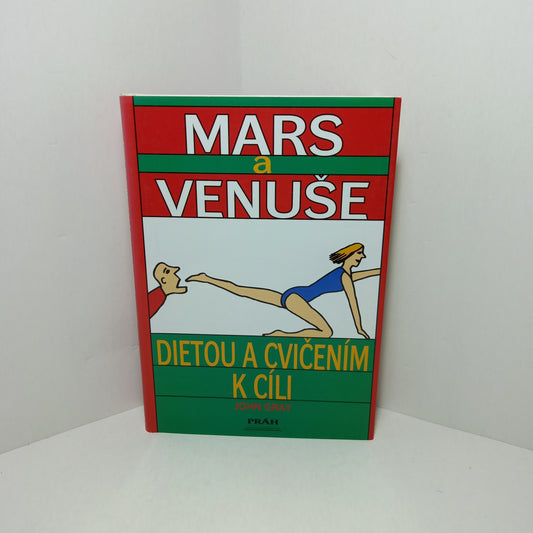 MARS
a
VENUŠE
DIETOU A CVIČENÍM
K CÍLI
JOHN GRAY
PRÁH